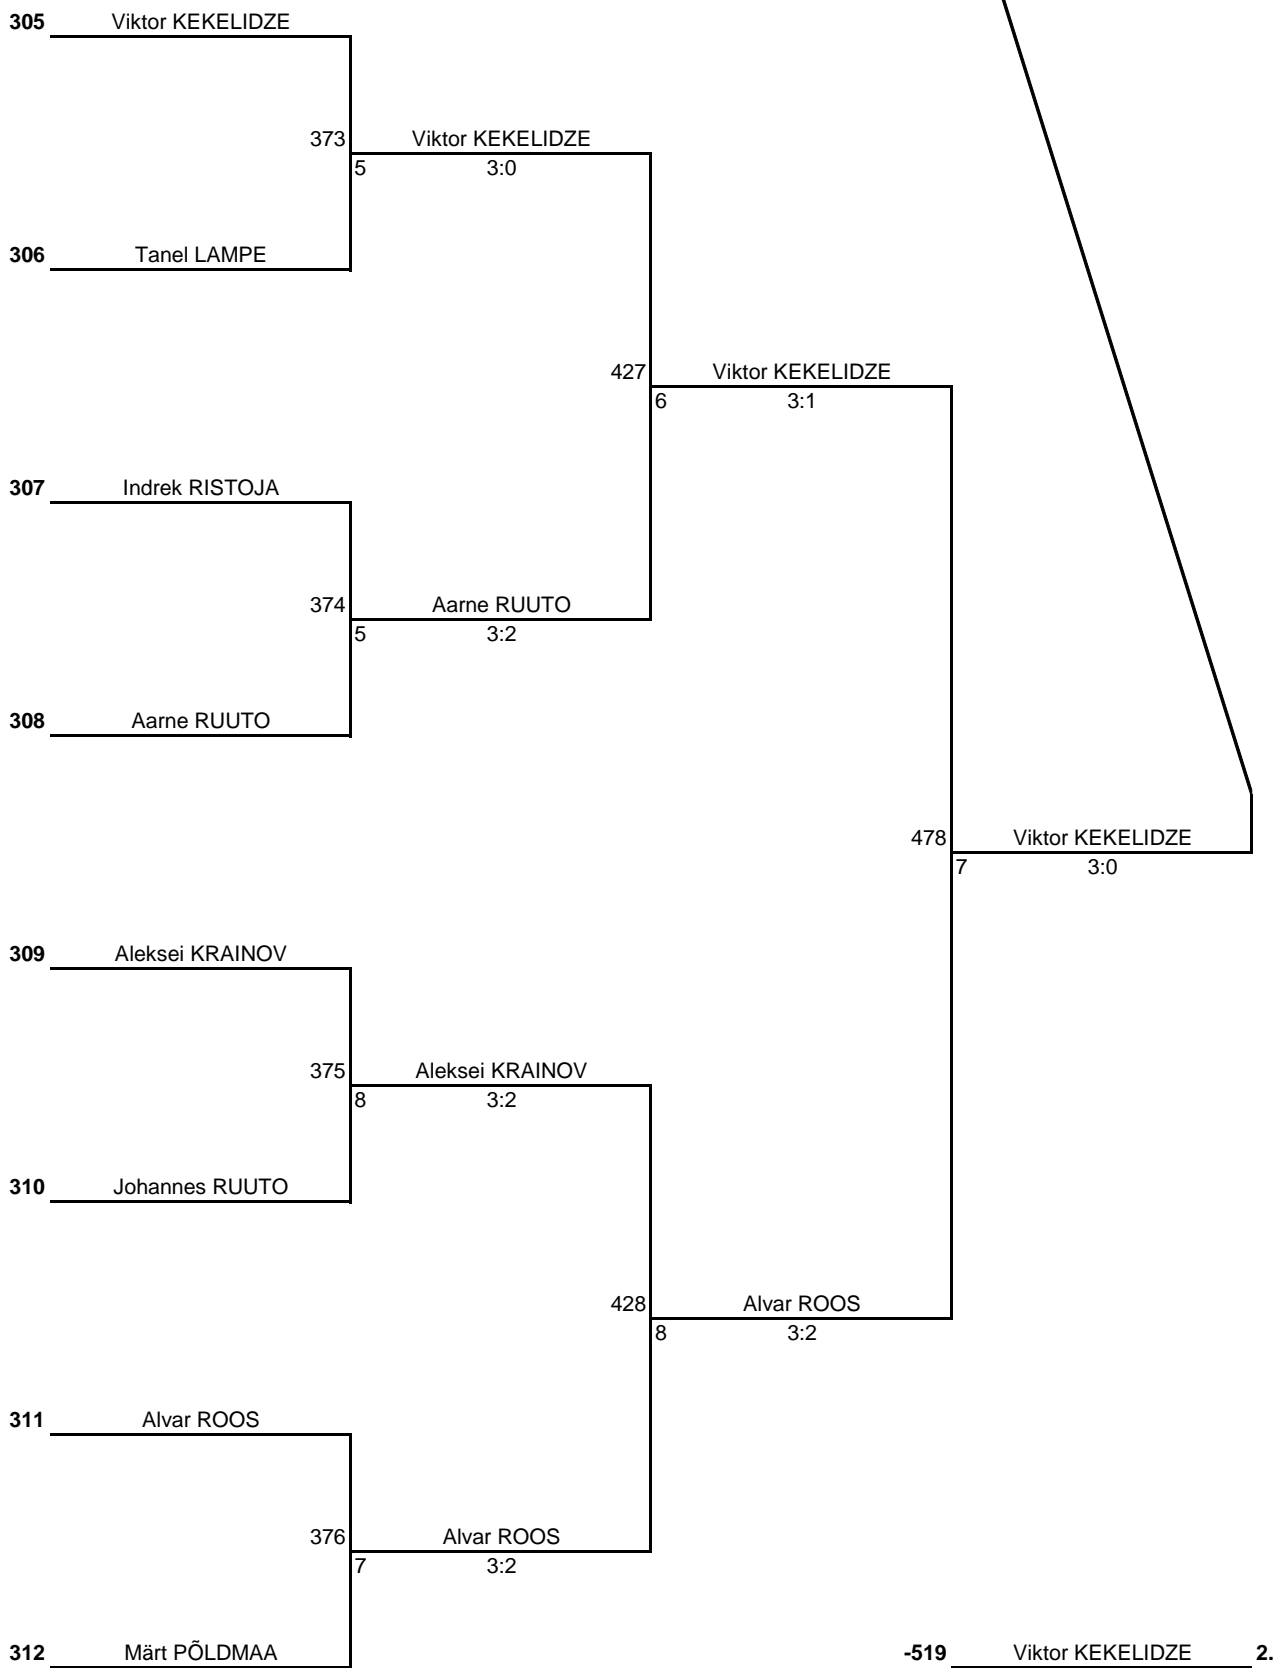 305 Viktor KEKELIDZE
373 Viktor KEKELIDZE
5 3:0
306 Tanel LAMPE
427 Viktor KEKELIDZE
6 3:1
307 Indrek RISTOJA
374 Aarne RUUTO
5 3:2
308 Aarne RUUTO
478 Viktor KEKELIDZE
7 3:0
309 Aleksei KRAINOV
375 Aleksei KRAINOV
8 3:2
310 Johannes RUUTO
428 Alvar ROOS
8 3:2
311 Alvar ROOS
376 Alvar ROOS
7 3:2
312 Märt PÕLDMAA -519 Viktor KEKELIDZE 2.